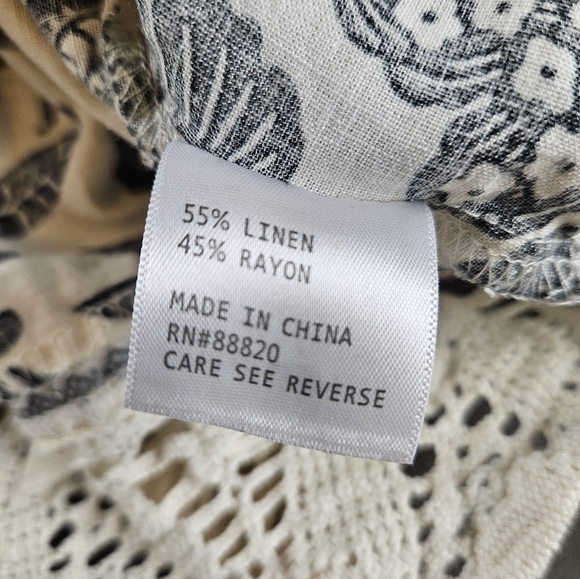 55% LINEN
45% RAYON
MADE IN CHINA
RN#88820
CARE SEE REVERSE